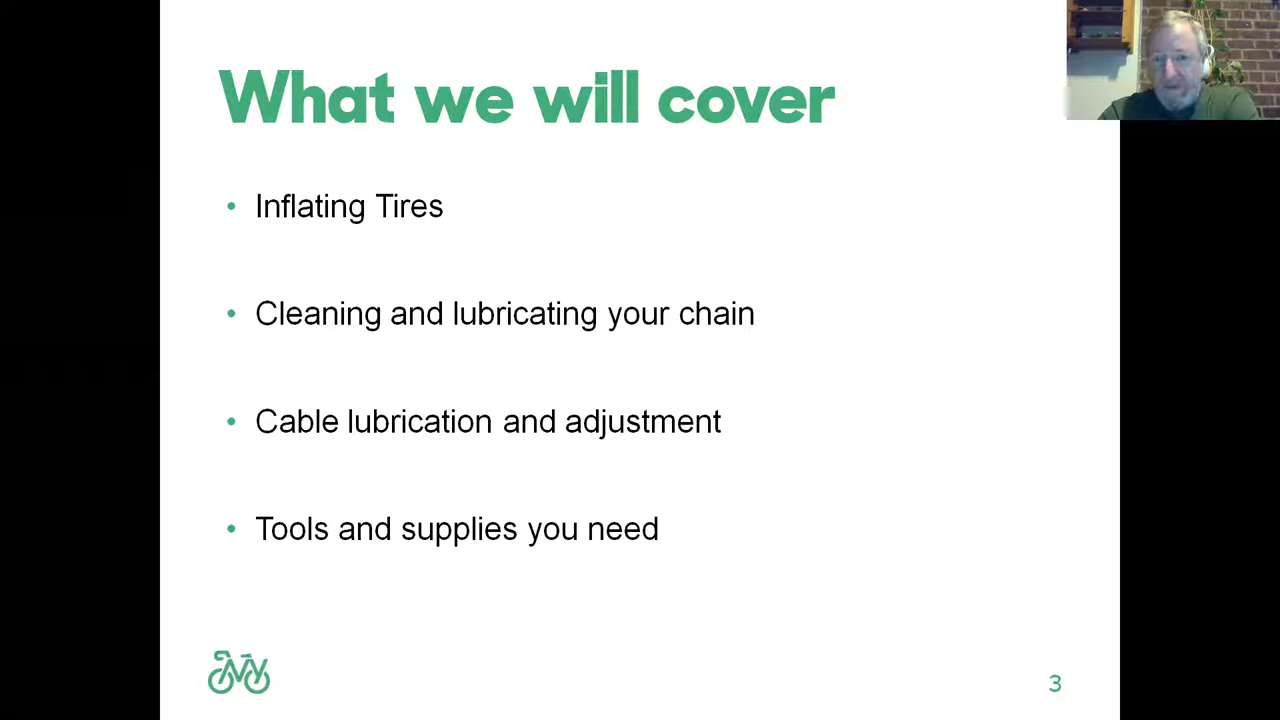 What we will cover
• Inflating Tires
• Cleaning and lubricating your chain
• Cable lubrication and adjustment
• Tools and supplies you need
3